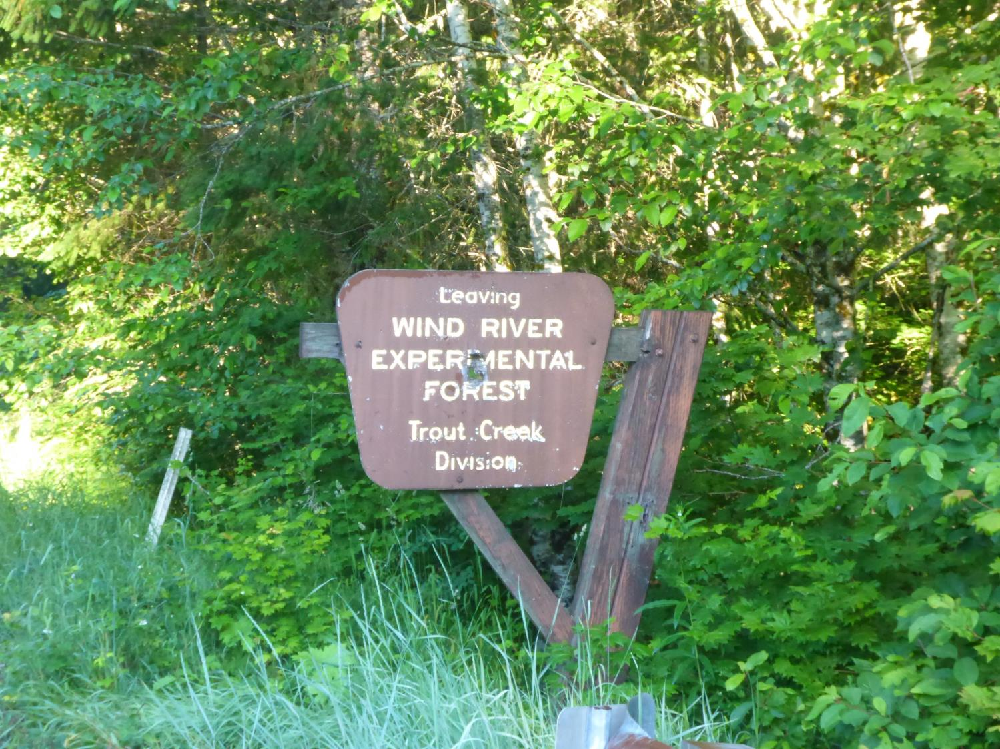 Leaving
WIND RIVER
EXPERIMENTAL
FOREST
Trout Creek
Division